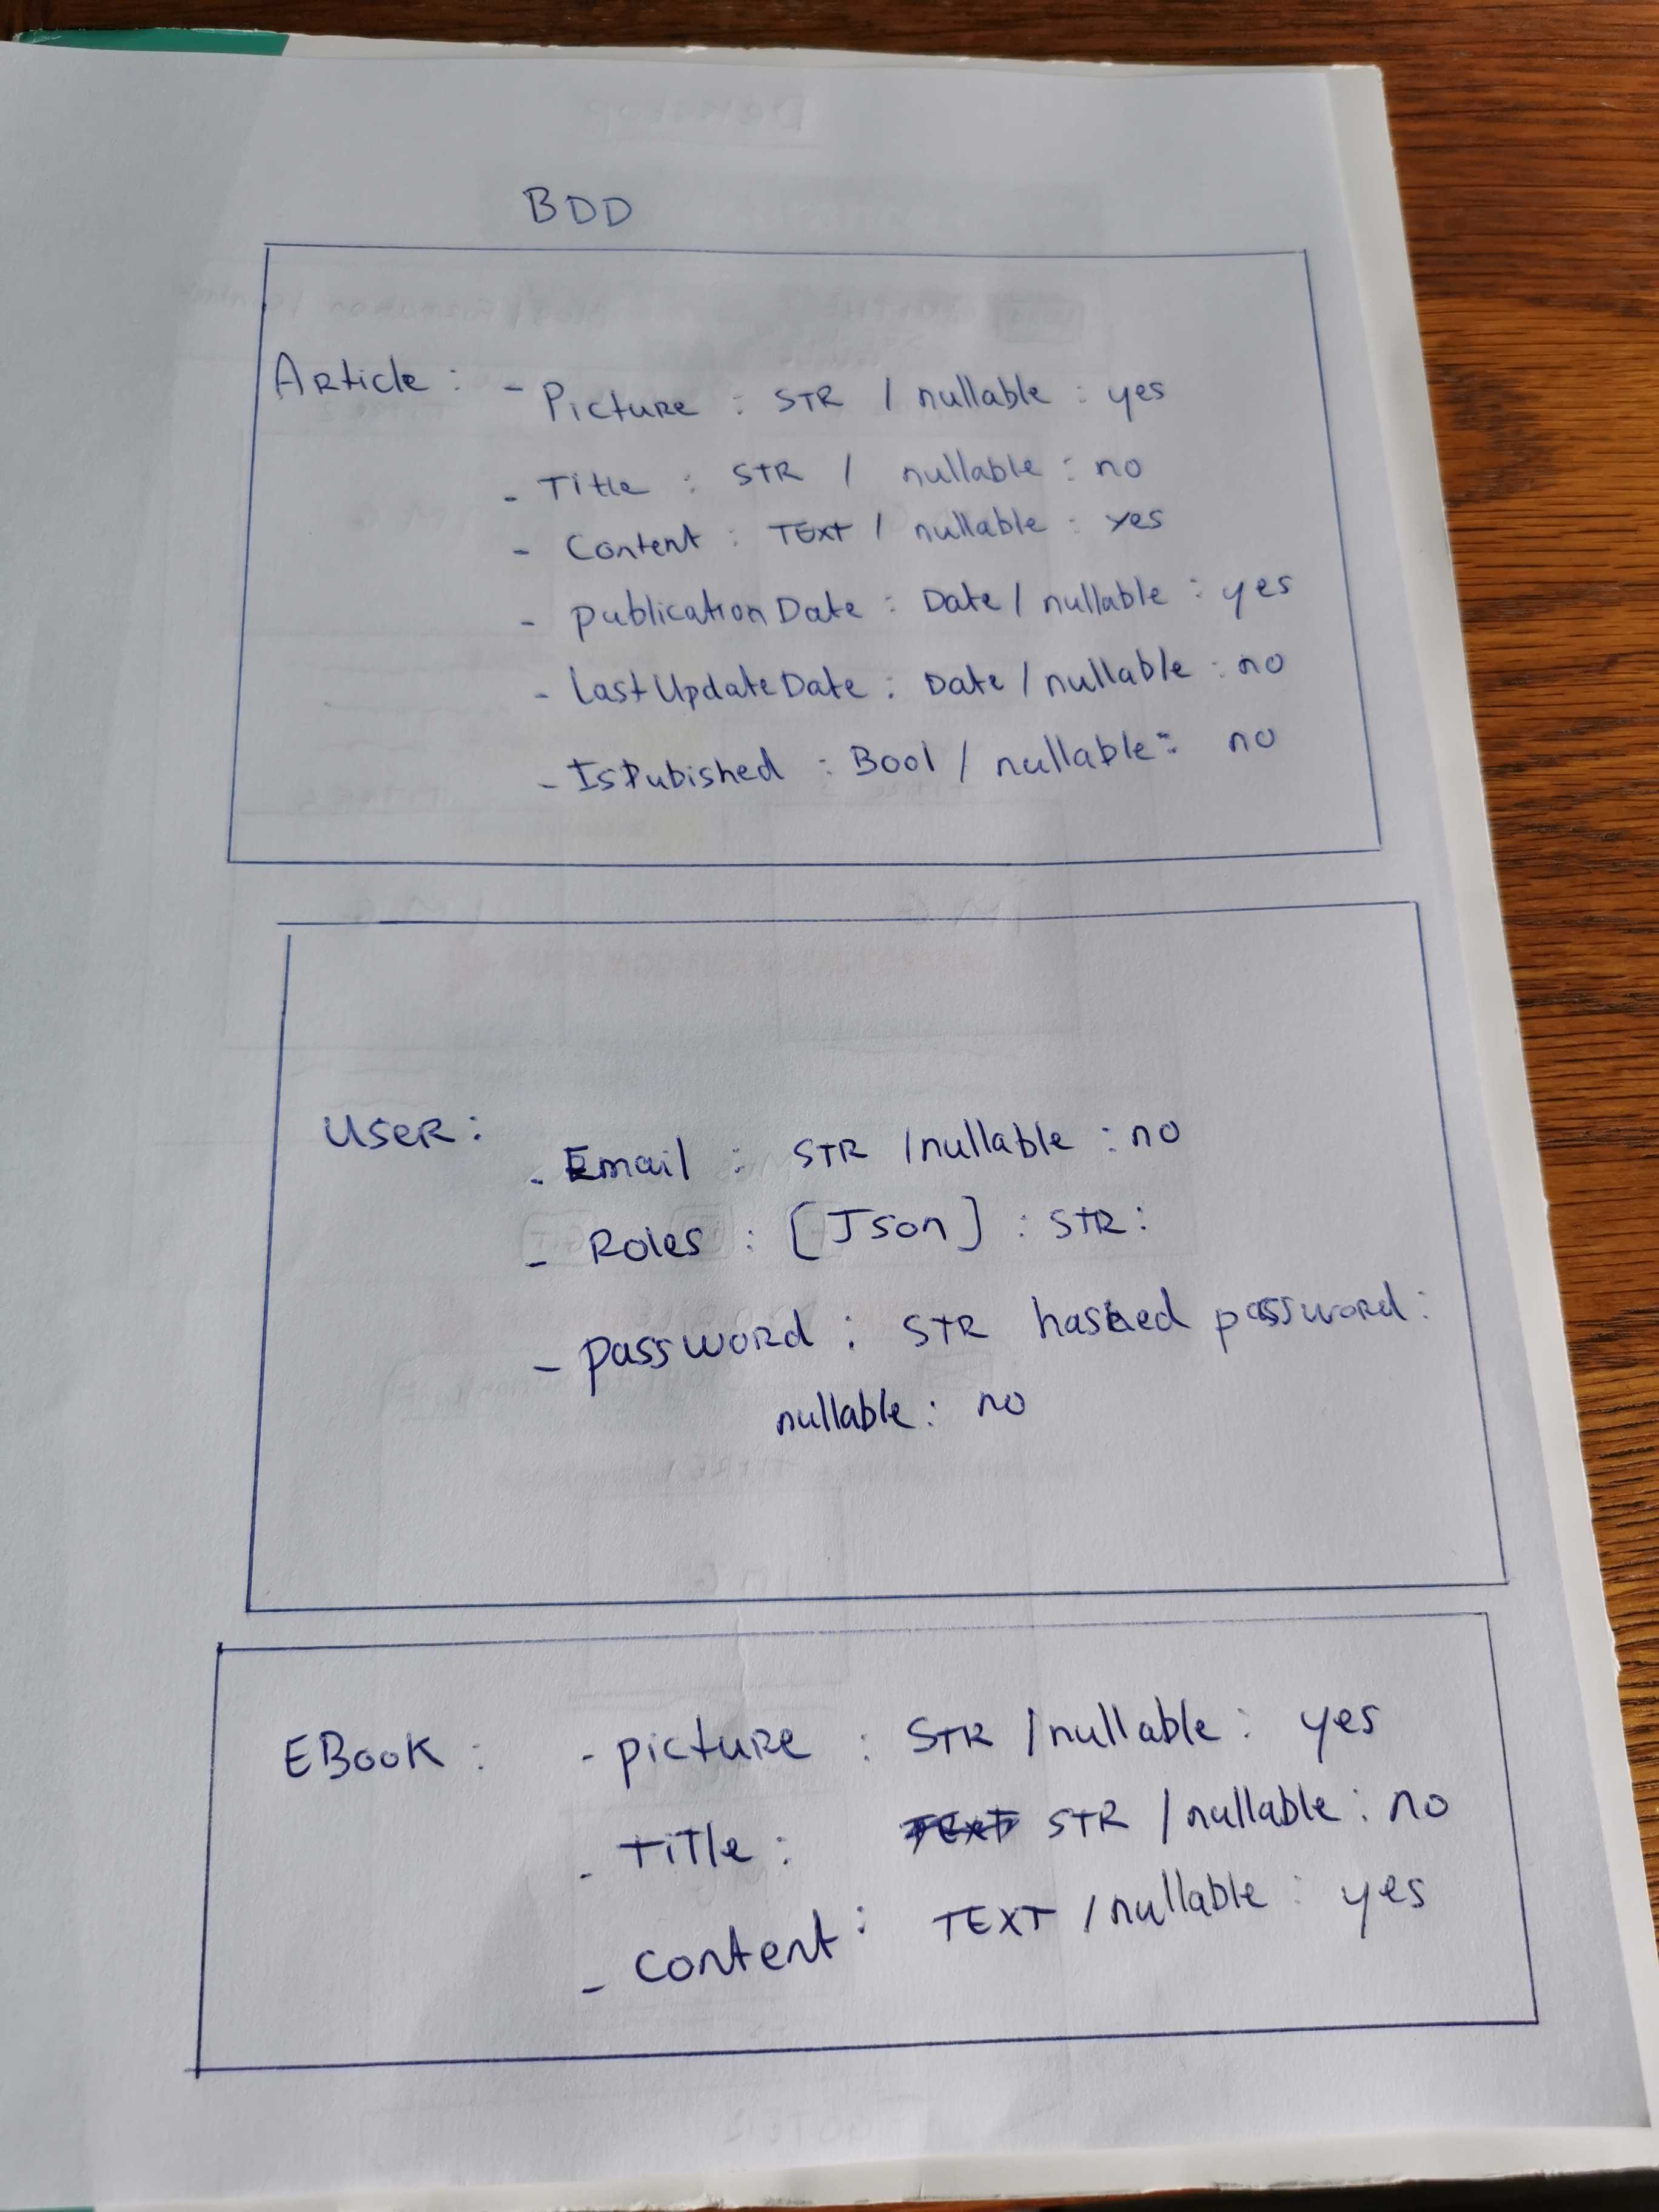 BDD
Article : - Picture : STR / nullable : yes
- Title : STR / nullable : no
- Content : TEXT / nullable : yes
- PublicationDate : Date / nullable : yes
- LastUpdateDate : Date / nullable : no
- IsPubished : Bool / nullable : no
User :
- Email : STR / nullable : no
- Roles : [Json] : STR :
- password : STR hashed password :
nullable : no
EBook : - picture : STR / nullable : yes
- Title : TEXT STR / nullable : no
- content : TEXT / nullable : yes